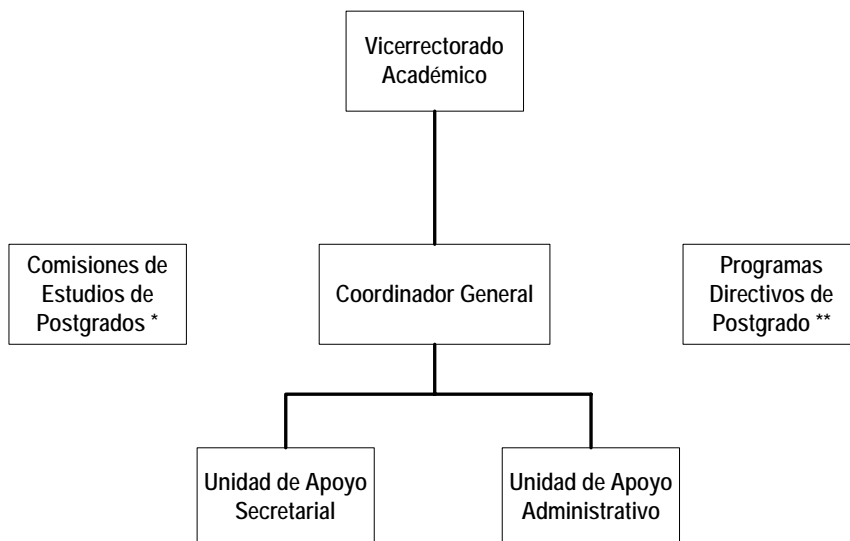 Vicerrectorado
Académico
Comisiones de
Estudios de
Postgrados *
Coordinador General
Programas
Directivos de
Postgrado **
Unidad de Apoyo
Secretarial
Unidad de Apoyo
Administrativo